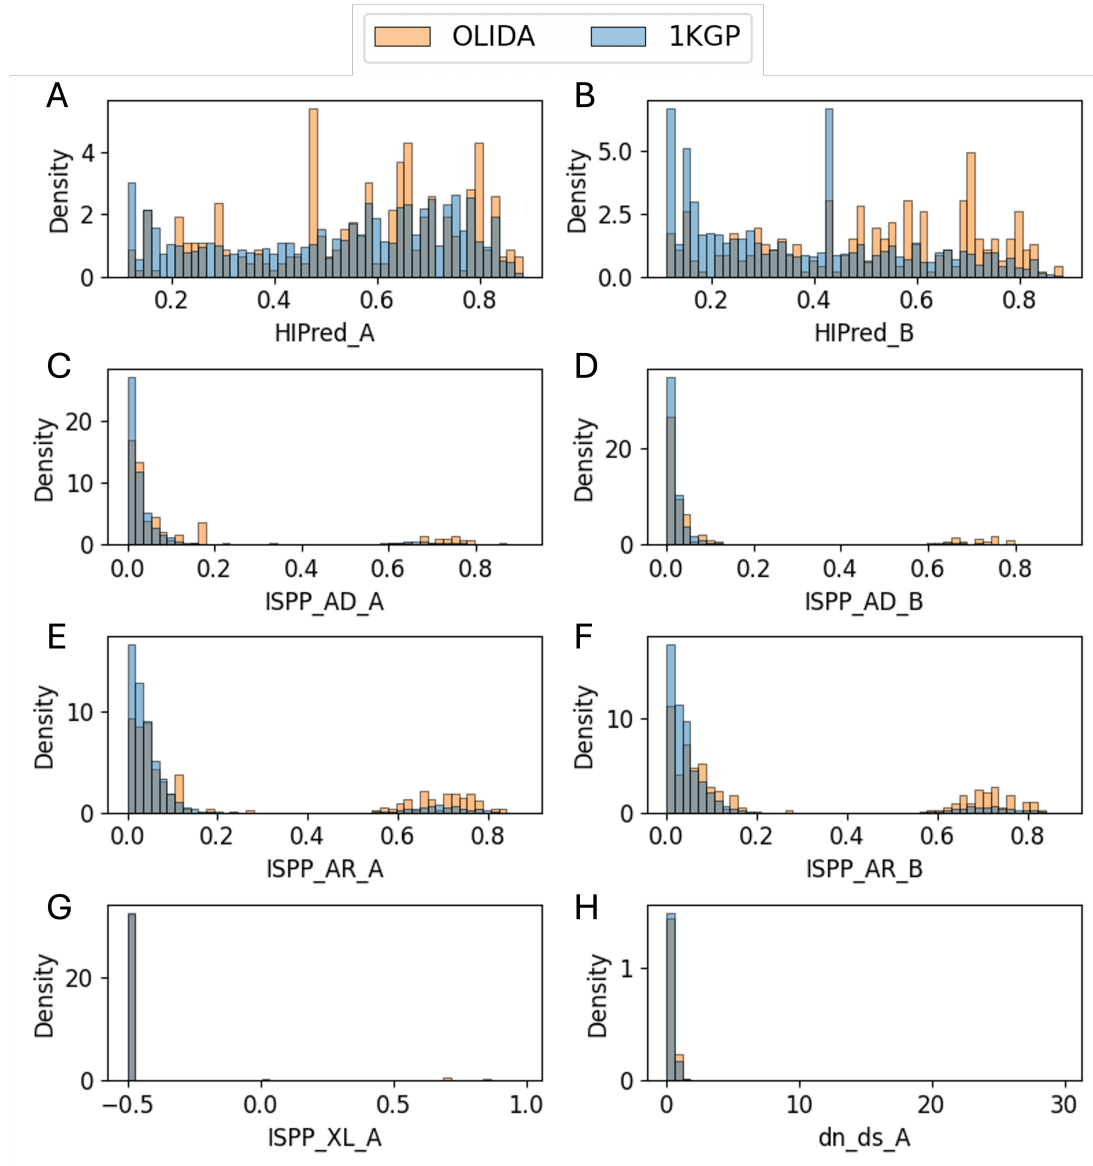 OLIDA 1KGP
A B
Density 4 2 0
0.2 0.4 0.6 0.8
HIPred_A
Density 5.0 2.5 0.0
0.2 0.4 0.6 0.8
HIPred_B
C D
Density 20 10 0
0.0 0.2 0.4 0.6 0.8
ISPP_AD_A
Density 20 0
0.0 0.2 0.4 0.6 0.8
ISPP_AD_B
E F
Density 10 0
0.0 0.2 0.4 0.6 0.8
ISPP_AR_A
Density 10 0
0.0 0.2 0.4 0.6 0.8
ISPP_AR_B
G H
Density 20 0
−0.5 0.0 0.5 1.0
ISPP_XL_A
Density 1 0
0 10 20 30
dn_ds_A